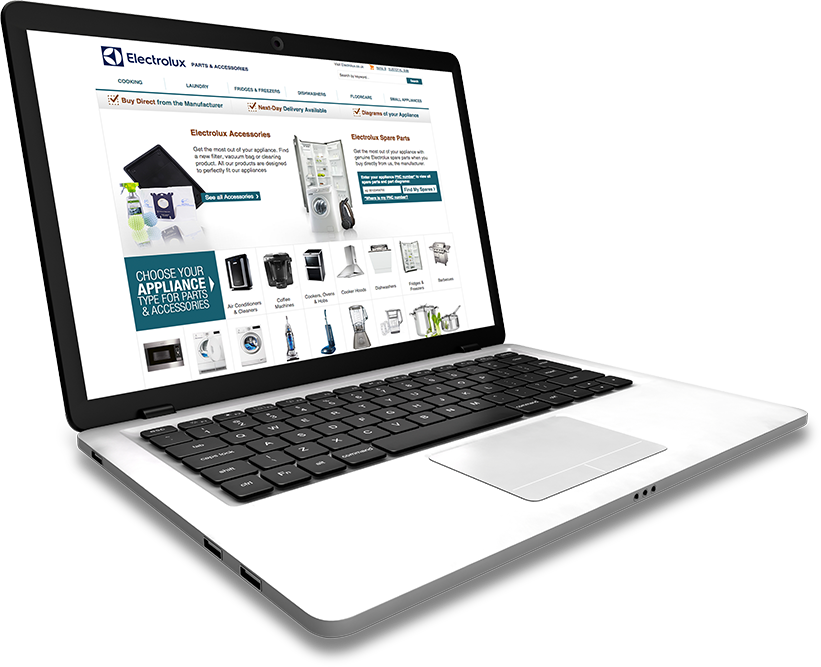 Electrolux PARTS & ACCESSORIES
Visit Electrolux.co.uk
Search by keyword...
Search
COOKING
LAUNDRY
FRIDGES & FREEZERS
DISHWASHERS
FLOORCARE
SMALL APPLIANCES
Buy Direct from the Manufacturer
Next-Day Delivery Available
Diagrams of your Appliance
Electrolux Accessories
Get the most out of your appliance. Find
a new filter, vacuum bag or cleaning
product. All our products are designed
to perfectly fit our appliances
See all Accessories
Electrolux Spare Parts
Get the most out of your appliance with
genuine Electrolux spare parts when you
buy directly from us, the manufacturer.
Enter your appliance PNC number* to view all
spare parts and part diagrams:
Find My Spares
*Where is my PNC number?
CHOOSE YOUR
APPLIANCE
TYPE FOR PARTS
& ACCESSORIES
Air Conditioners
& Cleaners
Coffee
Machines
Cookers, Ovens
& Hobs
Cooker Hoods
Dishwashers
Fridges &
Freezers
Barbecues
esc
tab Q W E R T Y U I O P
caps lock A S D F G H J K L
shift Z X C V B N M
ctrl Fn alt command
command